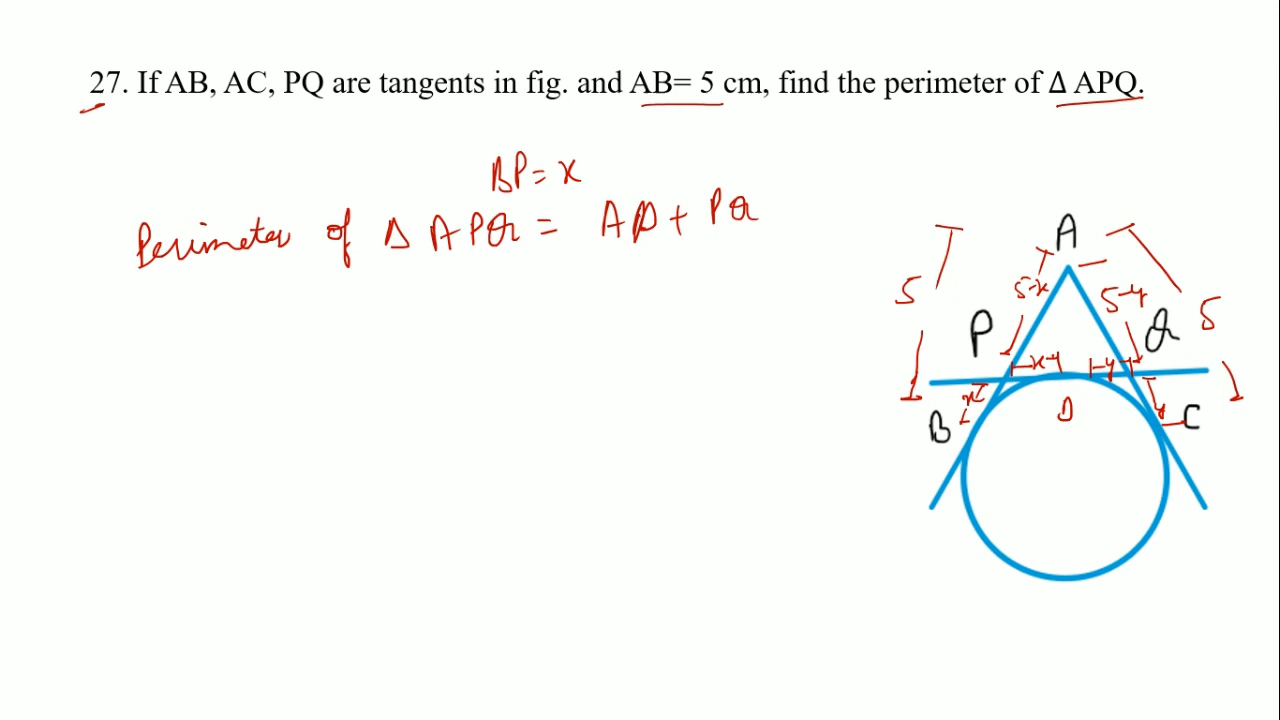 27. If AB, AC, PQ are tangents in fig. and AB= 5 cm, find the perimeter of Δ APQ.
BP = x
Perimeter of Δ APQ = AP + PQ
A
5
5-x
5-y
5
P
Q
x
y
x
y
B
D
C